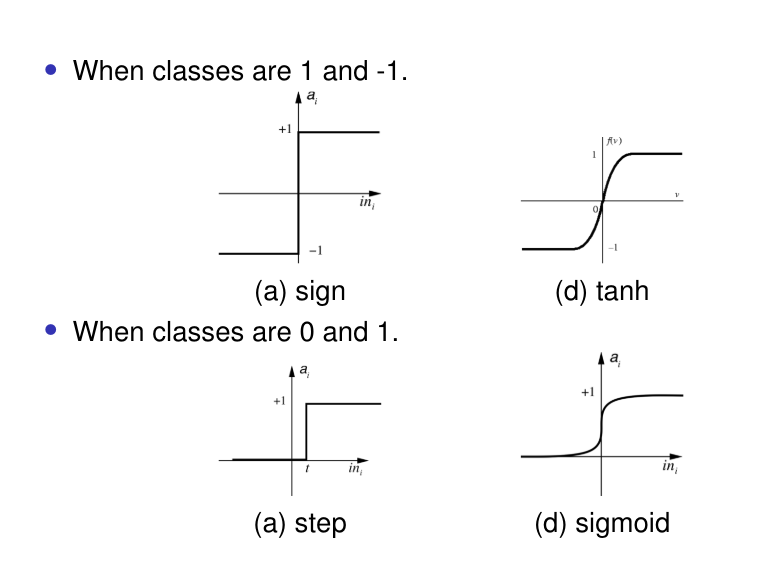 • When classes are 1 and -1.
a_i
+1
in_i
−1
f(v)
1
v
0
−1
(a) sign
(d) tanh
• When classes are 0 and 1.
a_i
+1
t
in_i
a_i
+1
in_i
(a) step
(d) sigmoid